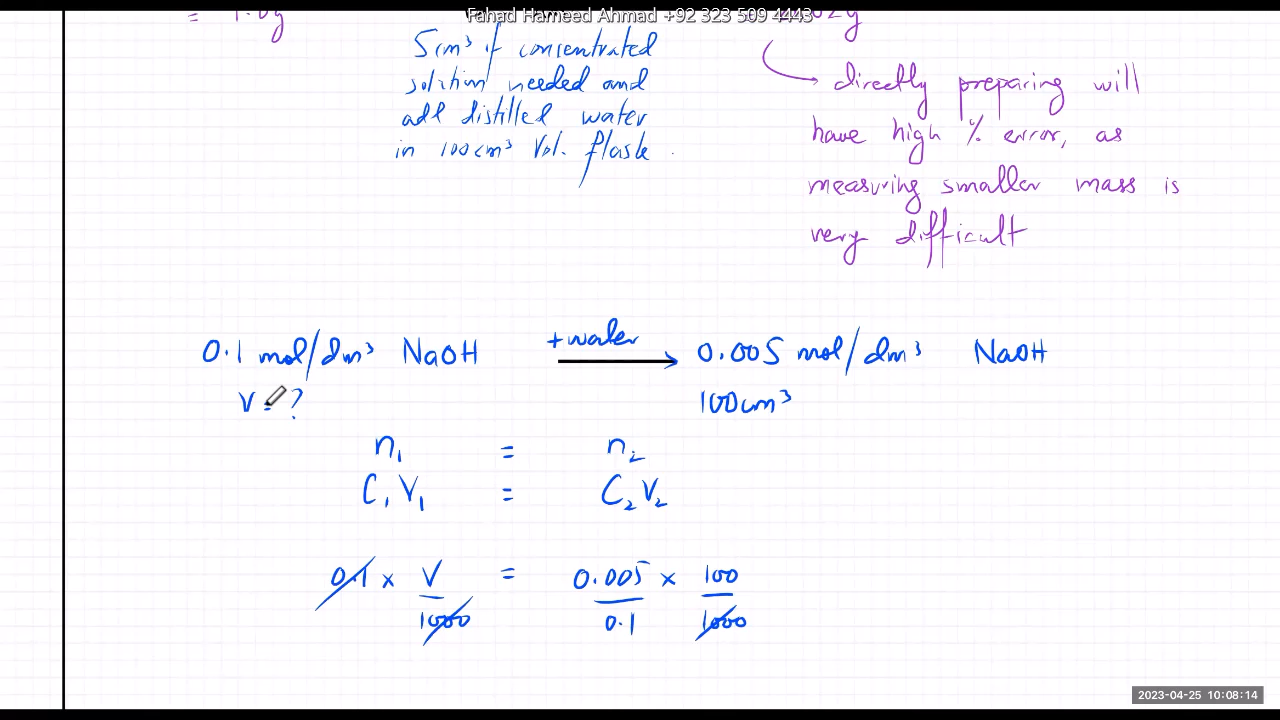 Fahad Hameed Ahmad +92 323 509 4443
= 1.0g
5cm³ if concentrated
solution needed and
add distilled water
in 100cm³ Vol. flask.
directly preparing will
have high % error, as
measuring smaller mass is
very difficult
0.1 mol/dm³ NaOH +water → 0.005 mol/dm³ NaOH
V = ? 100cm³
n₁ = n₂
C₁V₁ = C₂V₂
0.1 × V/1000 = 0.005/0.1 × 100/1000
2023-04-25 10:08:14